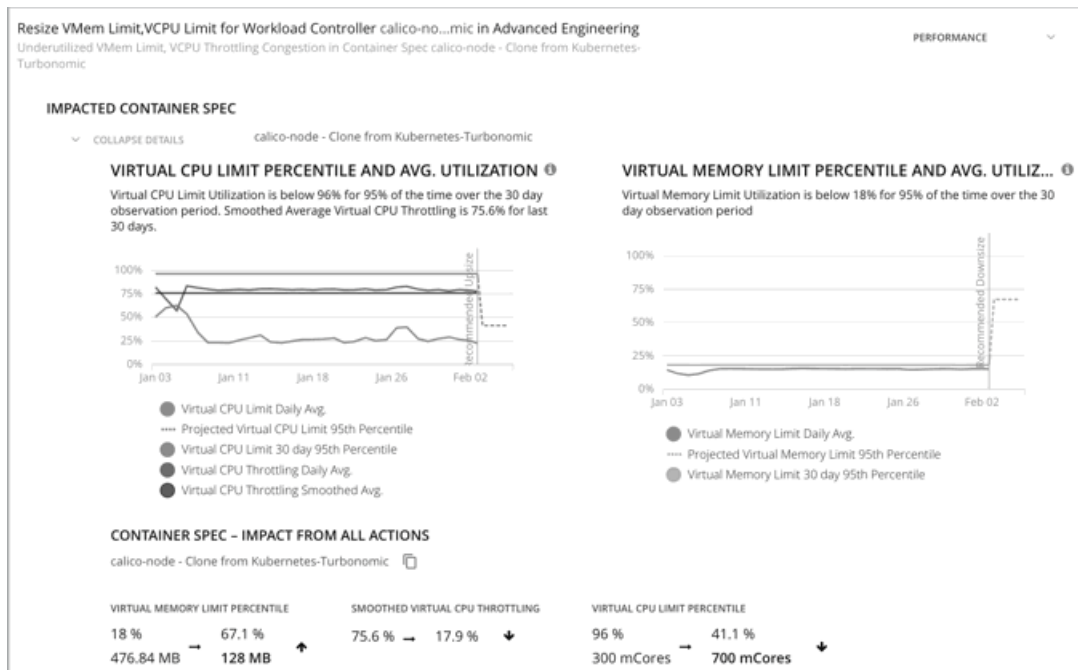 Resize VMem Limit,VCPU Limit for Workload Controller calico-no...mic in Advanced Engineering
Underutilized VMem Limit, VCPU Throttling Congestion in Container Spec calico-node - Clone from Kubernetes-
Turbonomic
PERFORMANCE
IMPACTED CONTAINER SPEC
COLLAPSE DETAILS
calico-node - Clone from Kubernetes-Turbonomic
VIRTUAL CPU LIMIT PERCENTILE AND AVG. UTILIZATION
Virtual CPU Limit Utilization is below 96% for 95% of the time over the 30 day
observation period. Smoothed Average Virtual CPU Throttling is 75.6% for last
30 days.
100%
75%
50%
25%
0%
Recommended Upsize
Jan 03 Jan 11 Jan 18 Jan 26 Feb 02
Virtual CPU Limit Daily Avg.
Projected Virtual CPU Limit 95th Percentile
Virtual CPU Limit 30 day 95th Percentile
Virtual CPU Throttling Daily Avg.
Virtual CPU Throttling Smoothed Avg.
VIRTUAL MEMORY LIMIT PERCENTILE AND AVG. UTILIZ...
Virtual Memory Limit Utilization is below 18% for 95% of the time over the 30
day observation period
100%
75%
50%
25%
0%
Recommended Downsize
Jan 03 Jan 11 Jan 18 Jan 26 Feb 02
Virtual Memory Limit Daily Avg.
Projected Virtual Memory Limit 95th Percentile
Virtual Memory Limit 30 day 95th Percentile
CONTAINER SPEC – IMPACT FROM ALL ACTIONS
calico-node - Clone from Kubernetes-Turbonomic
VIRTUAL MEMORY LIMIT PERCENTILE
18 % → 67.1 % ↑
476.84 MB 128 MB
SMOOTHED VIRTUAL CPU THROTTLING
75.6 % → 17.9 % ↓
VIRTUAL CPU LIMIT PERCENTILE
96 % → 41.1 % ↓
300 mCores 700 mCores